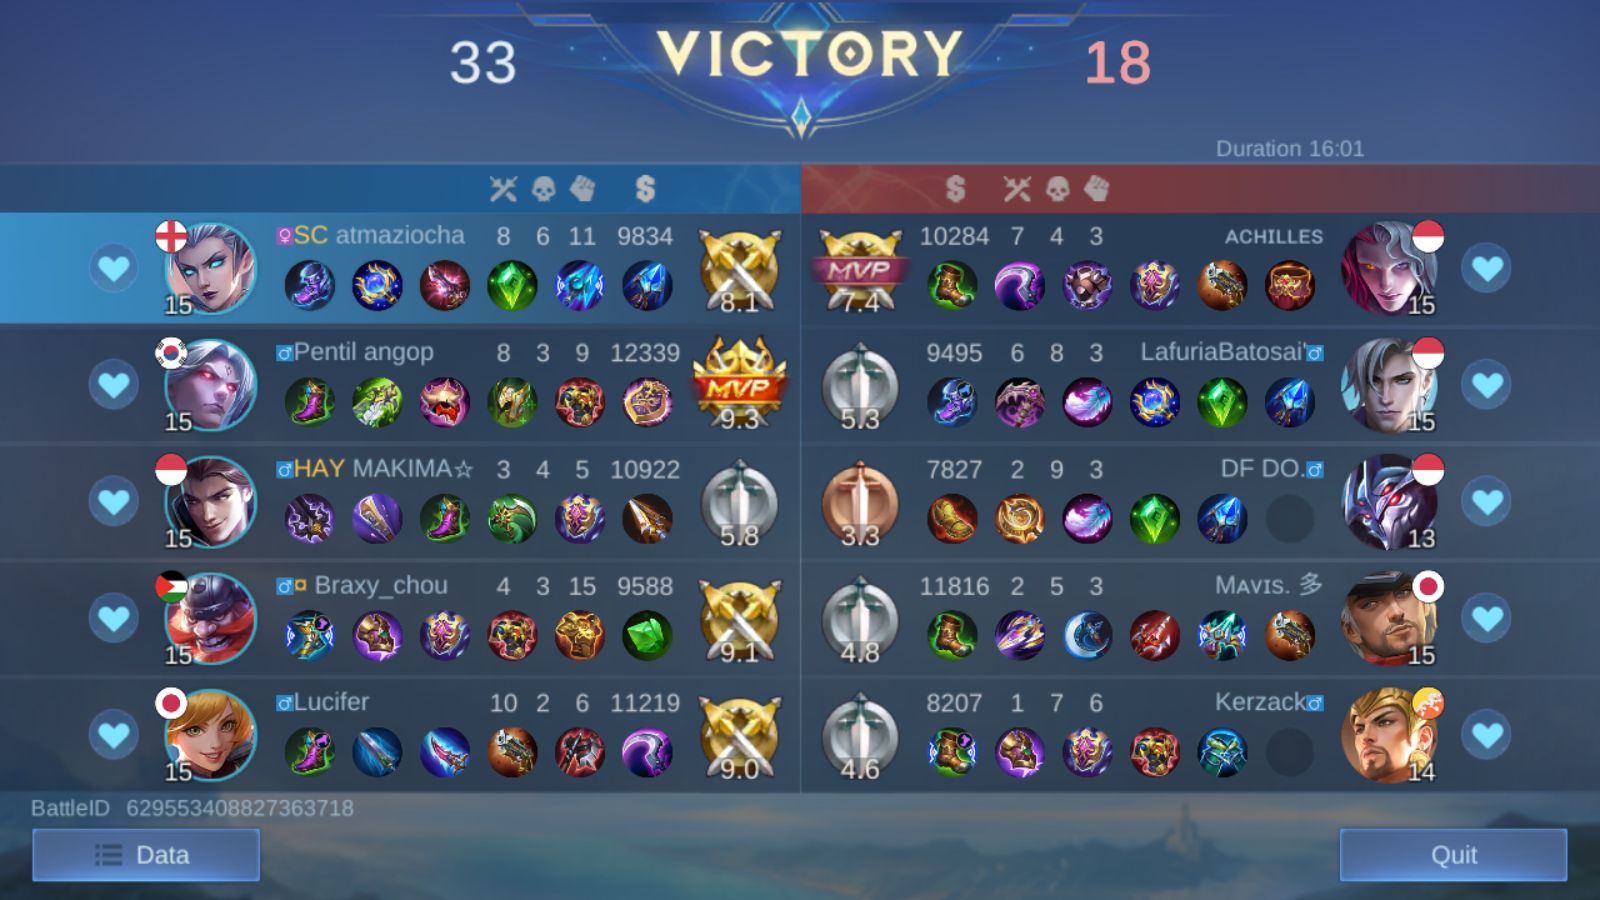 33 VICTORY 18
Duration 16:01
SC atmaziocha 8 6 11 9834
15 8.1
Pentil angop 8 3 9 12339
15 MVP 9.3
HAY MAKIMA☆ 3 4 5 10922
15 5.8
¤ Braxy_chou 4 3 15 9588
15 9.1
Lucifer 10 2 6 11219
15 9.0
10284 7 4 3 ACHILLES
MVP 7.4 15
9495 6 8 3 LafuriaBatosai'
5.3 15
7827 2 9 3 DF DO.
3.3 13
11816 2 5 3 Mᴀᴠɪs. 多
4.8 15
8207 1 7 6 Kerzack
4.6 14
BattleID 629553408827363718
Data
Quit